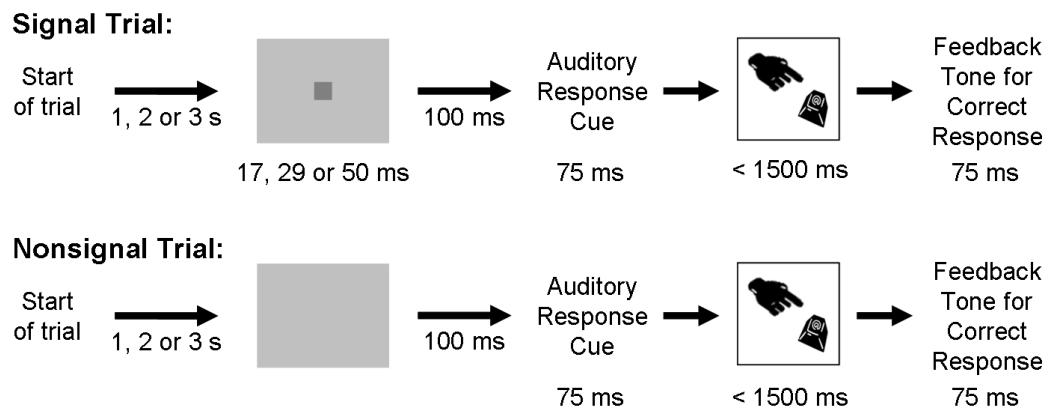 Signal Trial:
Start
of trial
1, 2 or 3 s
17, 29 or 50 ms
100 ms
Auditory
Response
Cue
75 ms
@
< 1500 ms
Feedback
Tone for
Correct
Response
75 ms
Nonsignal Trial:
Start
of trial
1, 2 or 3 s
100 ms
Auditory
Response
Cue
75 ms
@
< 1500 ms
Feedback
Tone for
Correct
Response
75 ms